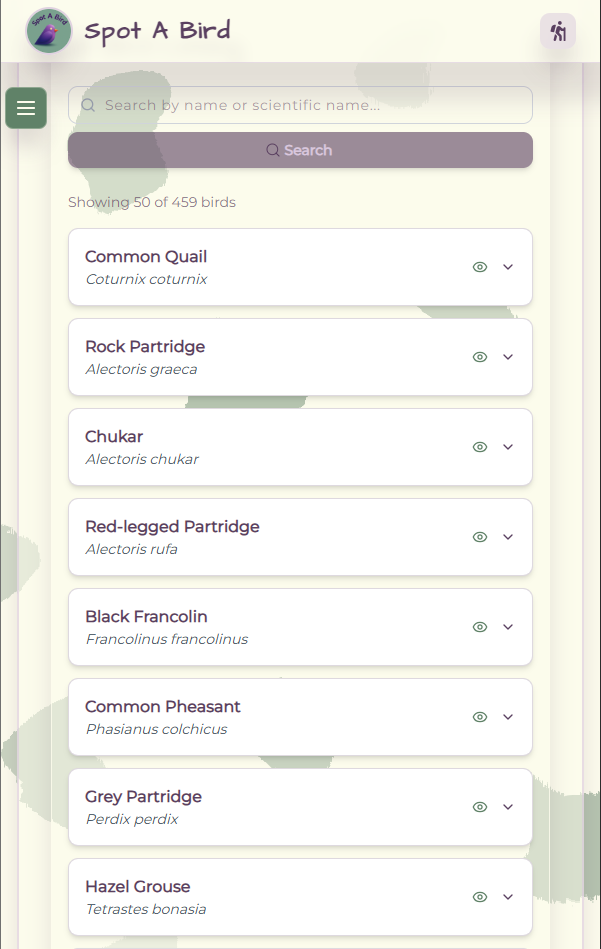 Spot A Bird
Spot A Bird
Search by name or scientific name...
Search
Showing 50 of 459 birds
Common Quail
Coturnix coturnix
Rock Partridge
Alectoris graeca
Chukar
Alectoris chukar
Red-legged Partridge
Alectoris rufa
Black Francolin
Francolinus francolinus
Common Pheasant
Phasianus colchicus
Grey Partridge
Perdix perdix
Hazel Grouse
Tetrastes bonasia